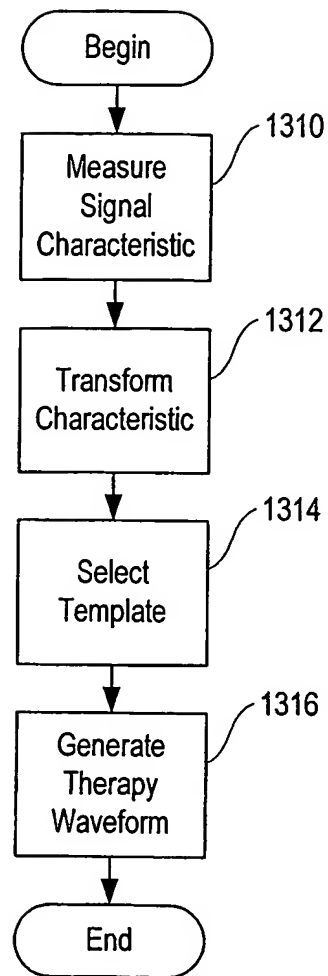 Begin
1310
Measure
Signal
Characteristic
1312
Transform
Characteristic
1314
Select
Template
1316
Generate
Therapy
Waveform
End